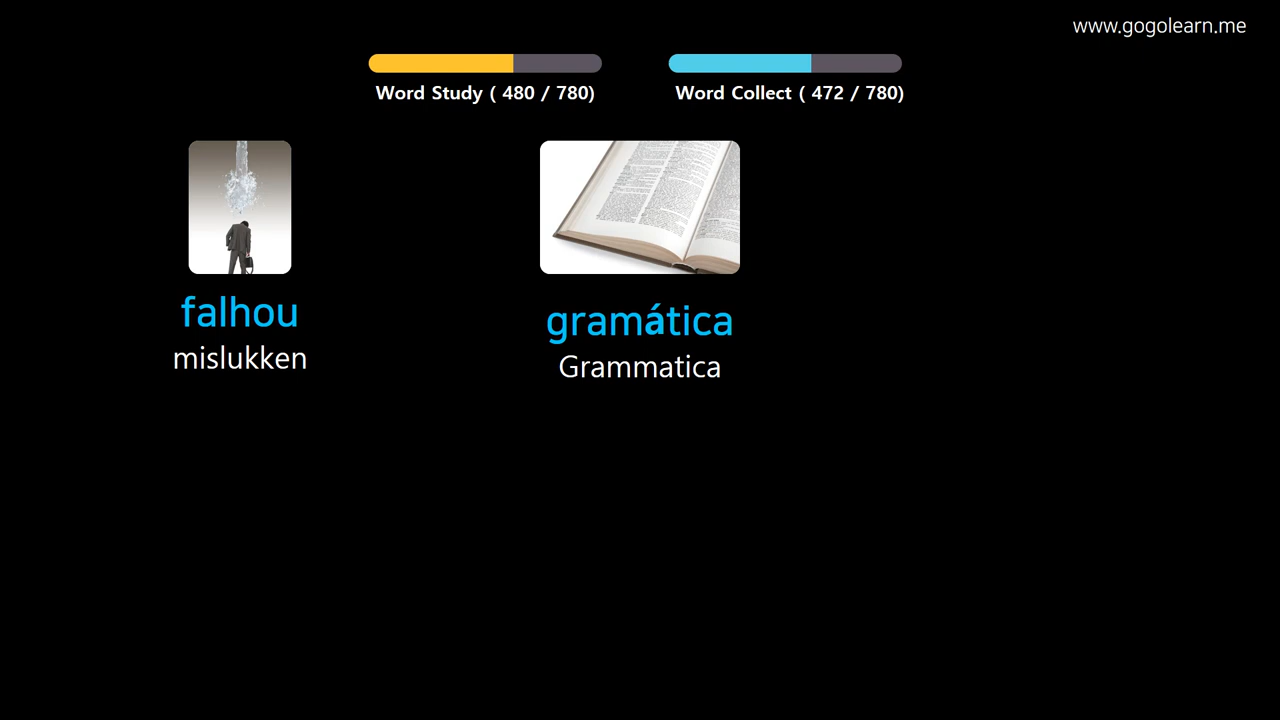 www.gogolearn.me
Word Study ( 480 / 780)
Word Collect ( 472 / 780)
falhou
mislukken
gramática
Grammatica